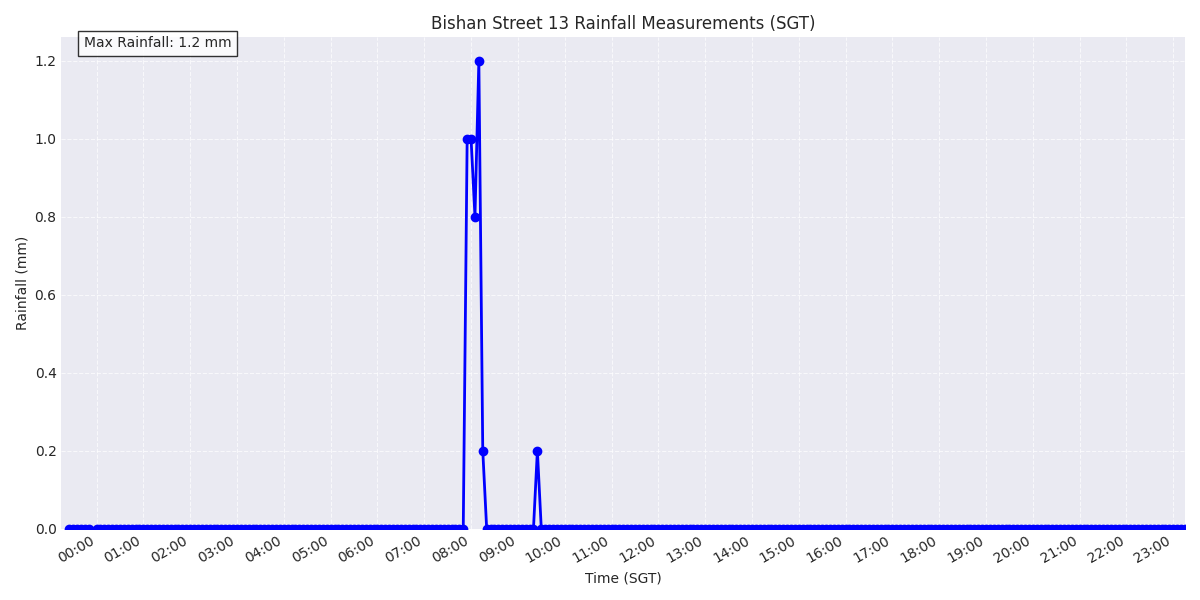 Bishan Street 13 Rainfall Measurements (SGT)
Max Rainfall: 1.2 mm
1.2
1.0
0.8
0.6
0.4
0.2
0.0
Rainfall (mm)
00:00 01:00 02:00 03:00 04:00 05:00 06:00 07:00 08:00 09:00 10:00 11:00 12:00 13:00 14:00 15:00 16:00 17:00 18:00 19:00 20:00 21:00 22:00 23:00
Time (SGT)